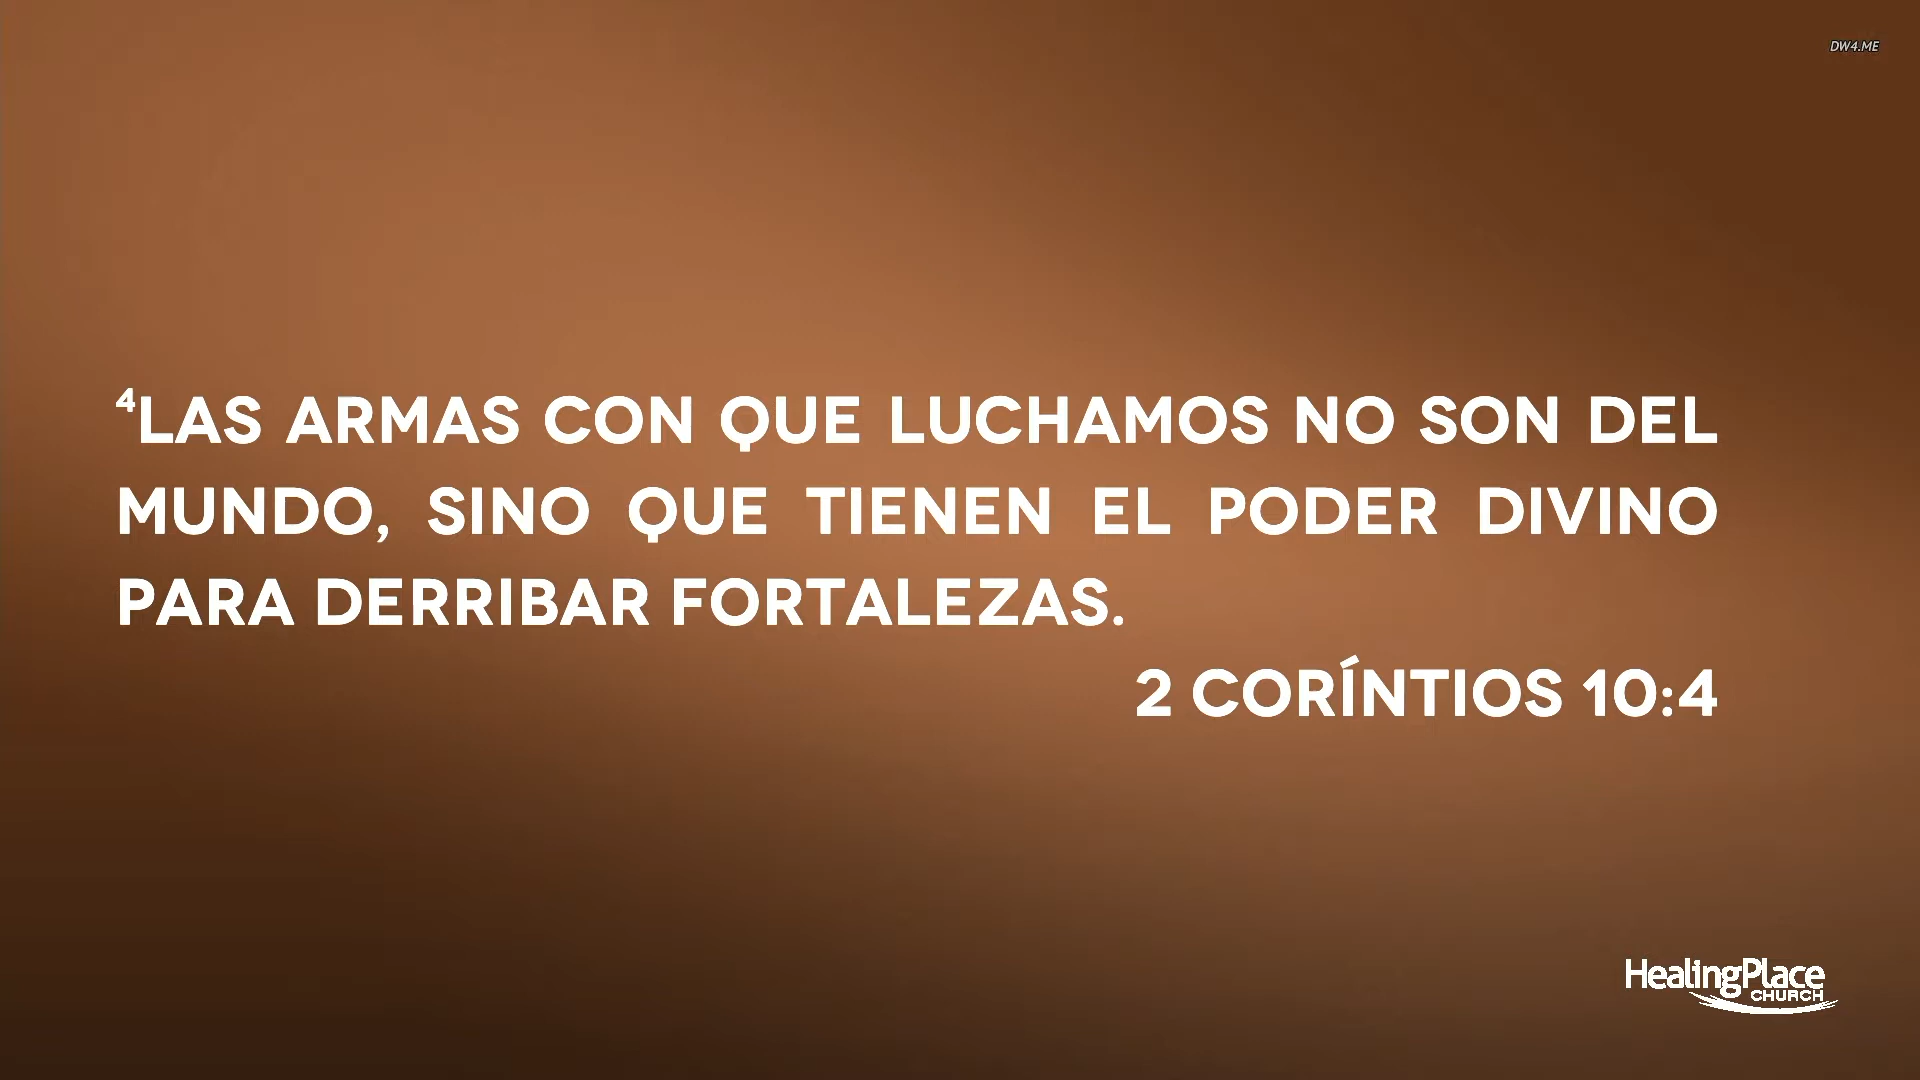 DW4.ME
⁴LAS ARMAS CON QUE LUCHAMOS NO SON DEL
MUNDO, SINO QUE TIENEN EL PODER DIVINO
PARA DERRIBAR FORTALEZAS.
2 CORÍNTIOS 10:4
HealingPlace
CHURCH